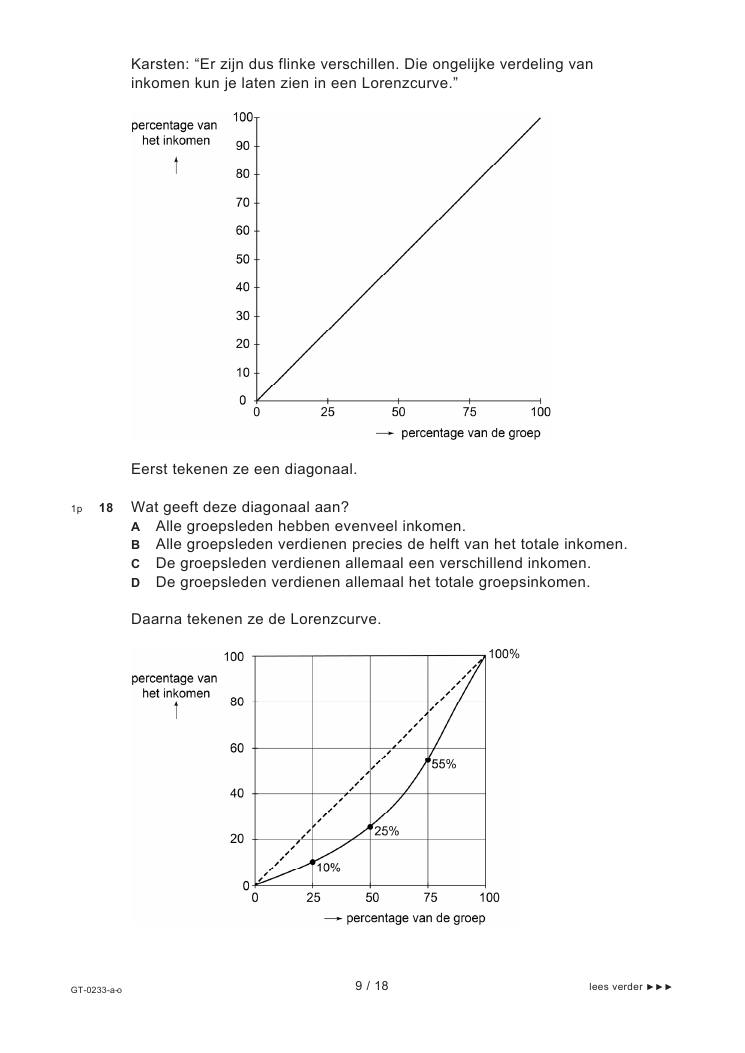 Karsten: “Er zijn dus flinke verschillen. Die ongelijke verdeling van
inkomen kun je laten zien in een Lorenzcurve.”
percentage van
het inkomen
100
90
80
70
60
50
40
30
20
10
0
0 25 50 75 100
percentage van de groep
Eerst tekenen ze een diagonaal.
1p 18 Wat geeft deze diagonaal aan?
A Alle groepsleden hebben evenveel inkomen.
B Alle groepsleden verdienen precies de helft van het totale inkomen.
C De groepsleden verdienen allemaal een verschillend inkomen.
D De groepsleden verdienen allemaal het totale groepsinkomen.
Daarna tekenen ze de Lorenzcurve.
percentage van
het inkomen
100
80
60
40
20
0
100%
55%
25%
10%
0 25 50 75 100
percentage van de groep
GT-0233-a-o 9 / 18 lees verder ►►►